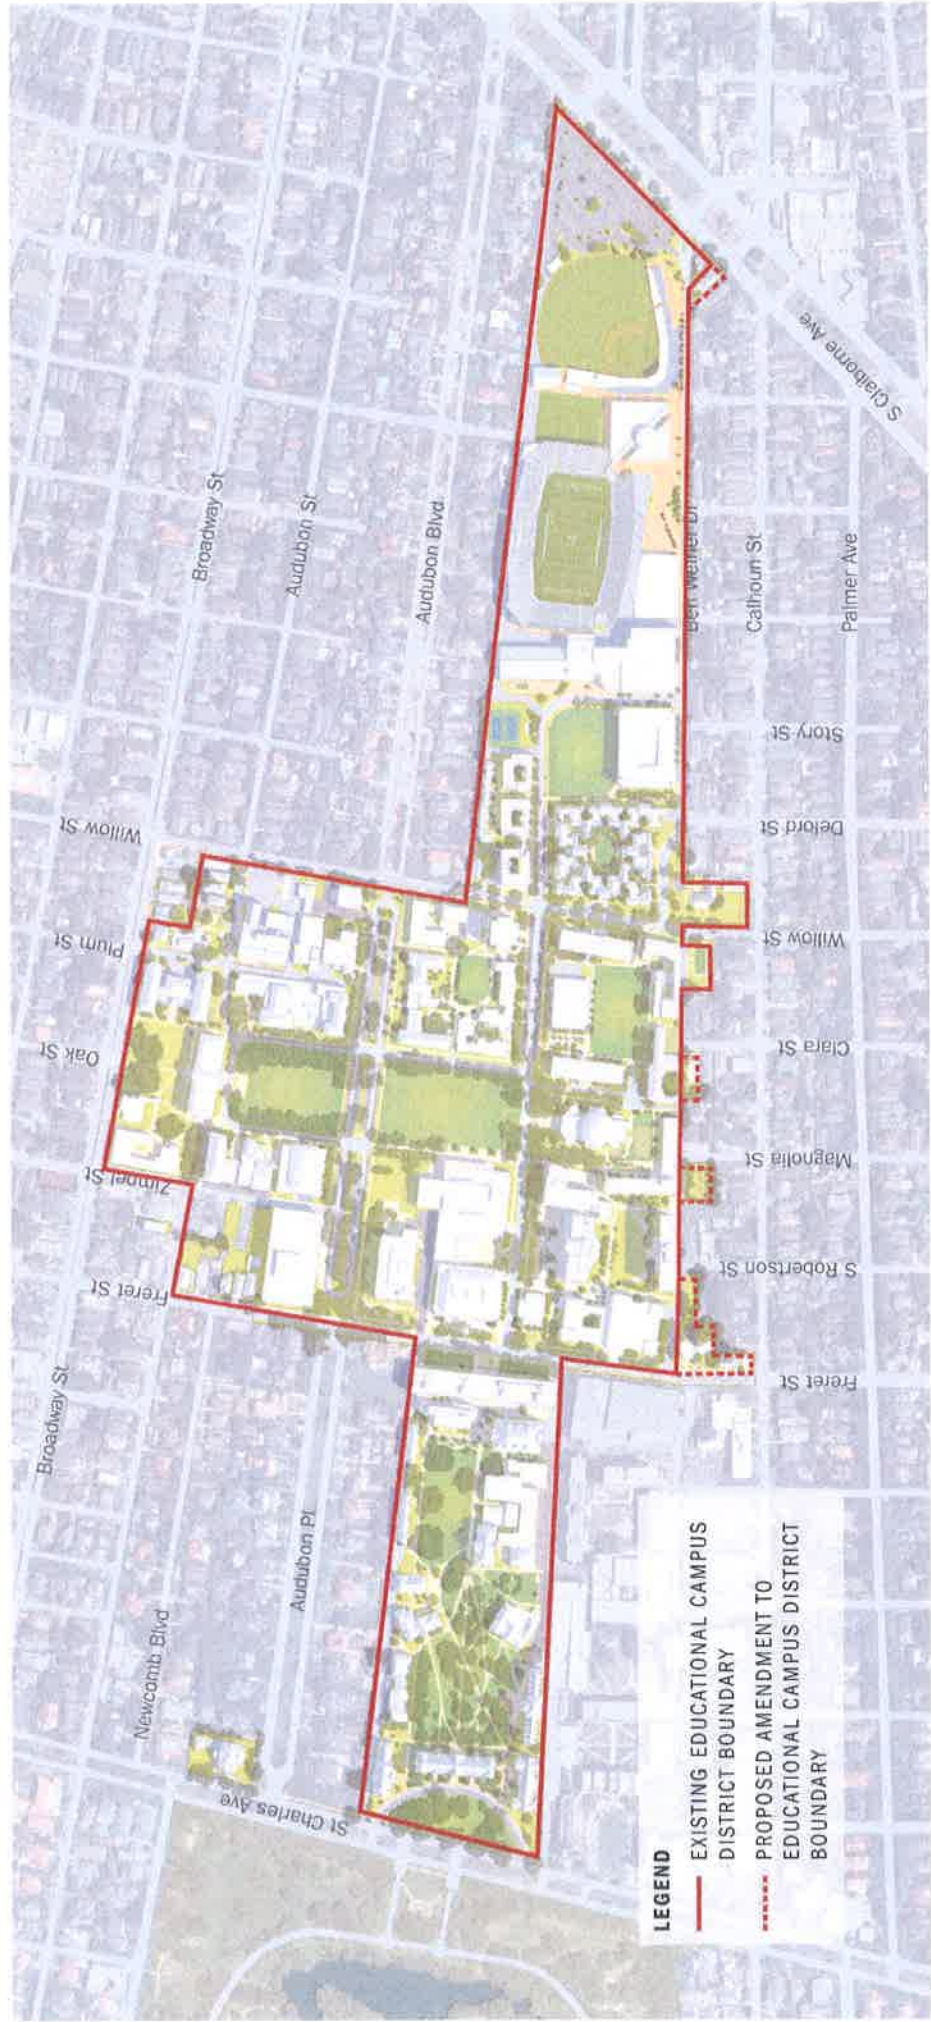 Broadway St
Newcomb Blvd
Audubon Pl
St Charles Ave
Freret St
Zimpel St
Oak St
Plum St
Willow St
Broadway St
Audubon St
Audubon Blvd
Ben Weiner Dr
Calhoun St
Palmer Ave
S Claiborne Ave
Freret St
S Robertson St
Magnolia St
Clara St
Willow St
Delord St
Story St
LEGEND
EXISTING EDUCATIONAL CAMPUS
DISTRICT BOUNDARY
PROPOSED AMENDMENT TO
EDUCATIONAL CAMPUS DISTRICT
BOUNDARY